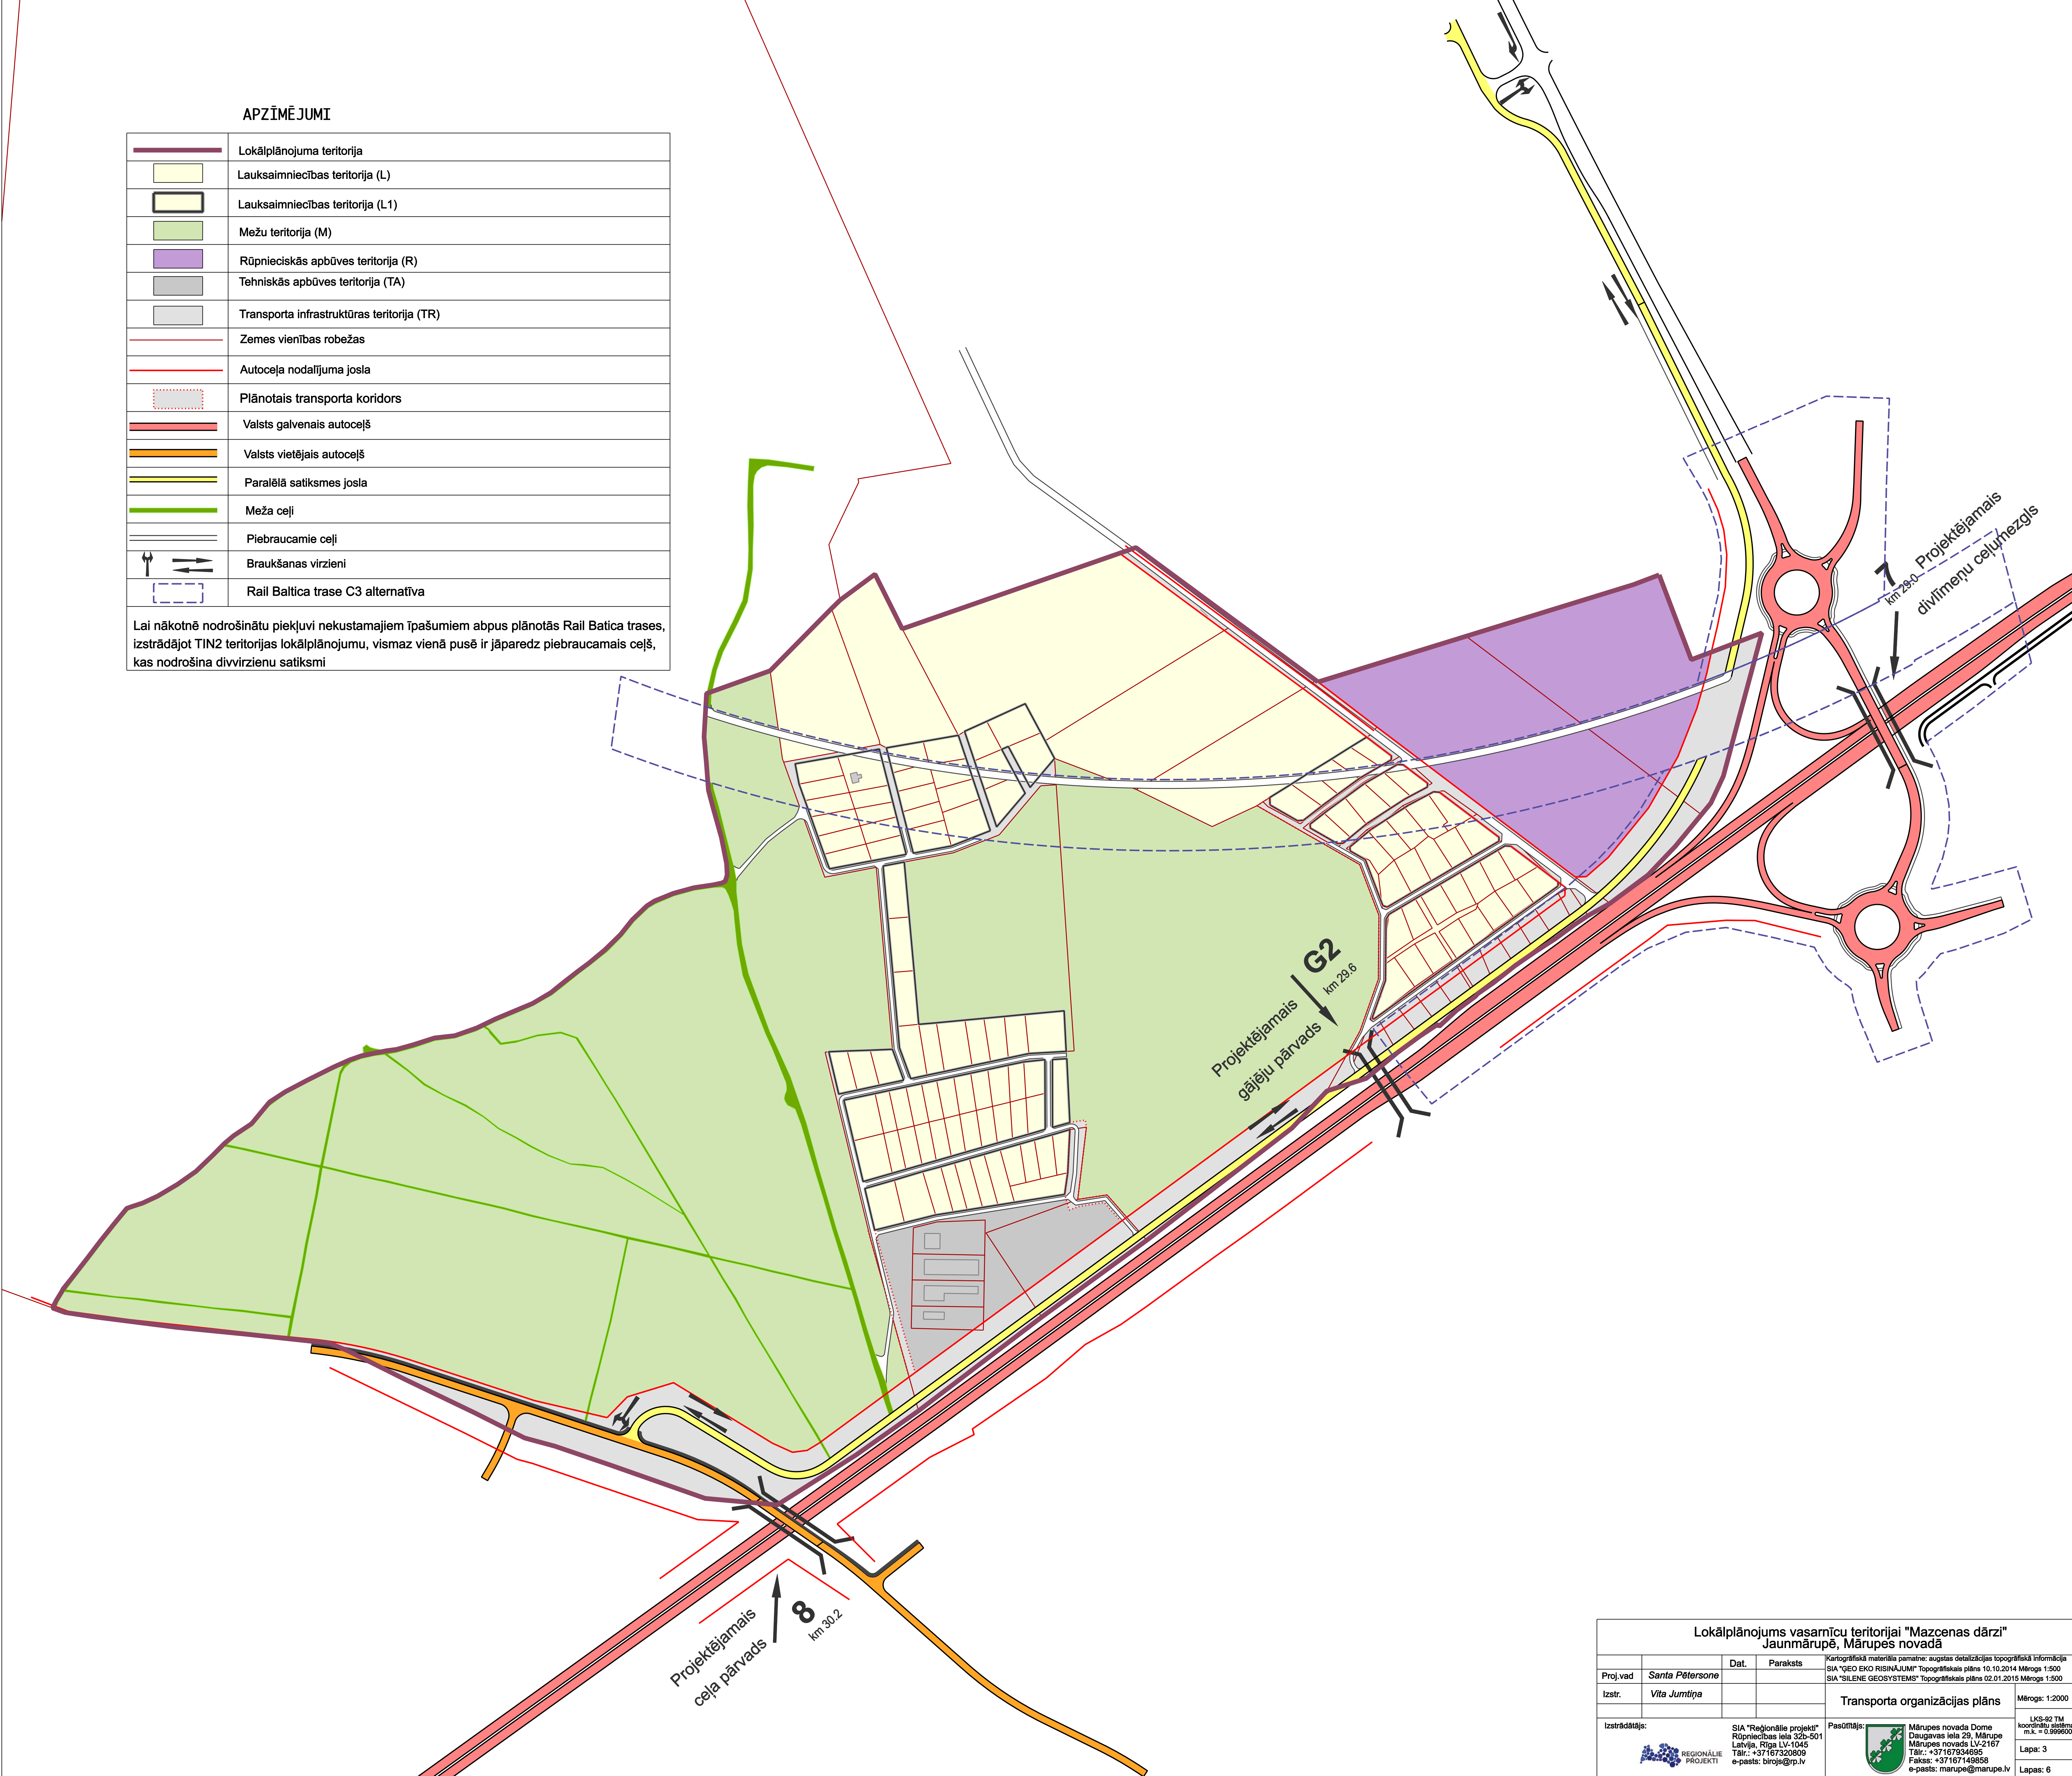 APZĪMĒJUMI
Lokālplānojuma teritorija
Lauksaimniecības teritorija (L)
Lauksaimniecības teritorija (L1)
Mežu teritorija (M)
Rūpnieciskās apbūves teritorija (R)
Tehniskās apbūves teritorija (TA)
Transporta infrastruktūras teritorija (TR)
Zemes vienības robežas
Autoceļa nodalījuma josla
Plānotais transporta koridors
Valsts galvenais autoceļš
Valsts vietējais autoceļš
Paralēlā satiksmes josla
Meža ceļi
Piebraucamie ceļi
Braukšanas virzieni
Rail Baltica trase C3 alternatīva
Lai nākotnē nodrošinātu piekļuvi nekustamajiem īpašumiem abpus plānotās Rail Batica trases,
izstrādājot TIN2 teritorijas lokālplānojumu, vismaz vienā pusē ir jāparedz piebraucamais ceļš,
kas nodrošina divvirzienu satiksmi
7
km 29.0
Projektējamais
divlīmeņu ceļumezgls
G2
km 29.6
Projektējamais
gājēju pārvads
8
km 30.2
Projektējamais
ceļa pārvads
Lokālplānojums vasarnīcu teritorijai "Mazcenas dārzi"
Jaunmārupē, Mārupes novadā
Dat. Paraksts
Kartogrāfiskā materiāla pamatne: augstas detalizācijas topogrāfiskā informācija
SIA "ĢEO EKO RISINĀJUMI" Topogrāfiskais plāns 10.10.2014 Mērogs 1:500
SIA "SILENE GEOSYSTEMS" Topogrāfiskais plāns 02.01.2015 Mērogs 1:500
Proj.vad Santa Pētersone
Izstr. Vita Jumtiņa
Transporta organizācijas plāns
Mērogs: 1:2000
LKS-92 TM
koordinātu sistēma
m.k. = 0.999600
Lapa: 3
Lapas: 6
Izstrādātājs:
REĢIONĀLIE
PROJEKTI
SIA "Reģionālie projekti"
Rūpniecības iela 32b-501
Latvija, Rīga LV-1045
Tālr.: +37167320809
e-pasts: birojs@rp.lv
Pasūtītājs:
Mārupes novada Dome
Daugavas iela 29, Mārupe
Mārupes novads LV-2167
Tālr.: +37167934695
Fakss: +37167149858
e-pasts: marupe@marupe.lv